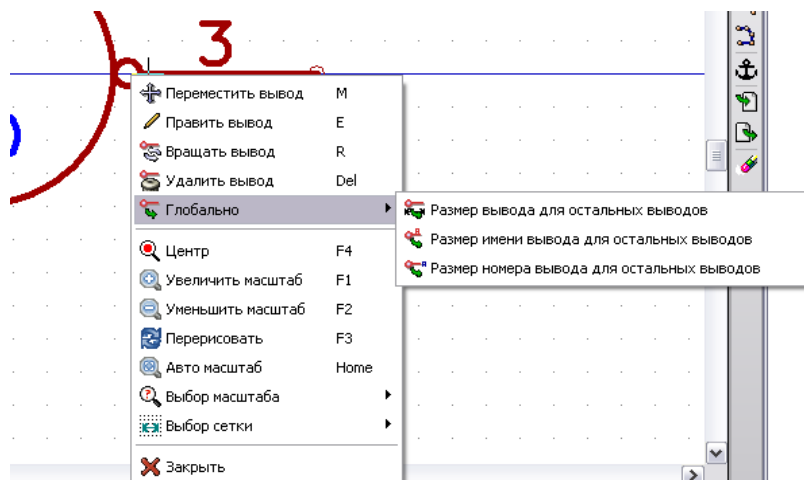 3
Переместить вывод M
Править вывод E
Вращать вывод R
Удалить вывод Del
Глобально
Размер вывода для остальных выводов
Размер имени вывода для остальных выводов
Размер номера вывода для остальных выводов
Центр F4
Увеличить масштаб F1
Уменьшить масштаб F2
Перерисовать F3
Авто масштаб Home
Выбор масштаба
Выбор сетки
Закрыть